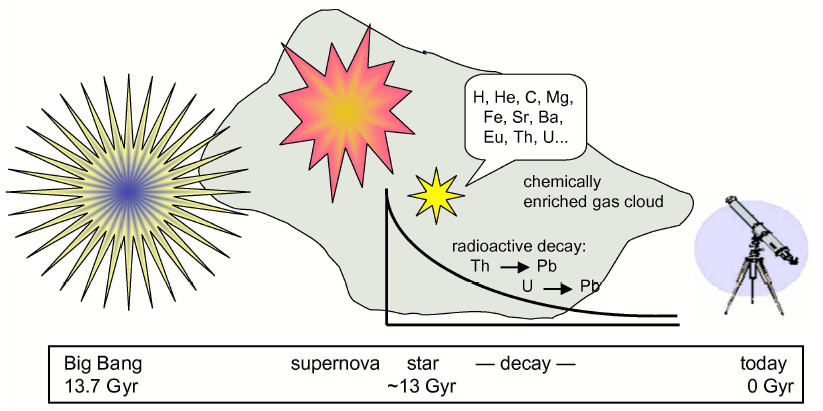 H, He, C, Mg,
Fe, Sr, Ba,
Eu, Th, U...
chemically
enriched gas cloud
radioactive decay:
Th → Pb
U → Pb
Big Bang supernova star — decay — today
13.7 Gyr ~13 Gyr 0 Gyr